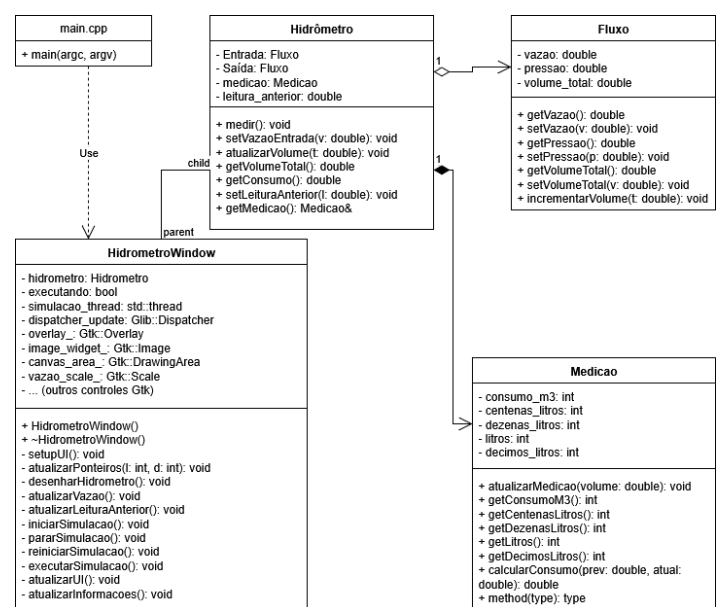 main.cpp
+ main(argc, argv)
Use
Hidrômetro
- Entrada: Fluxo
- Saída: Fluxo
- medicao: Medicao
- leitura_anterior: double
+ medir(): void
+ setVazaoEntrada(v: double): void
+ atualizarVolume(t: double): void
+ getVolumeTotal(): double
+ getConsumo(): double
+ setLeituraAnterior(l: double): void
+ getMedicao(): Medicao&
1
1
child
parent
Fluxo
- vazao: double
- pressao: double
- volume_total: double
+ getVazao(): double
+ setVazao(v: double): void
+ getPressao(): double
+ setPressao(p: double): void
+ getVolumeTotal(): double
+ setVolumeTotal(v: double): void
+ incrementarVolume(t: double): void
HidrometroWindow
- hidrometro: Hidrometro
- executando: bool
- simulacao_thread: std::thread
- dispatcher_update: Glib::Dispatcher
- overlay_: Gtk::Overlay
- image_widget_: Gtk::Image
- canvas_area_: Gtk::DrawingArea
- vazao_scale_: Gtk::Scale
- ... (outros controles Gtk)
+ HidrometroWindow()
+ ~HidrometroWindow()
- setupUI(): void
- atualizarPonteiros(l: int, d: int): void
- desenharHidrometro(): void
- atualizarVazao(): void
- atualizarLeituraAnterior(): void
- iniciarSimulacao(): void
- pararSimulacao(): void
- reiniciarSimulacao(): void
- executarSimulacao(): void
- atualizarUI(): void
- atualizarInformacoes(): void
Medicao
- consumo_m3: int
- centenas_litros: int
- dezenas_litros: int
- litros: int
- decimos_litros: int
+ atualizarMedicao(volume: double): void
+ getConsumoM3(): int
+ getCentenasLitros(): int
+ getDezenasLitros(): int
+ getLitros(): int
+ getDecimosLitros(): int
+ calcularConsumo(prev: double, atual:
double): double
+ method(type): type